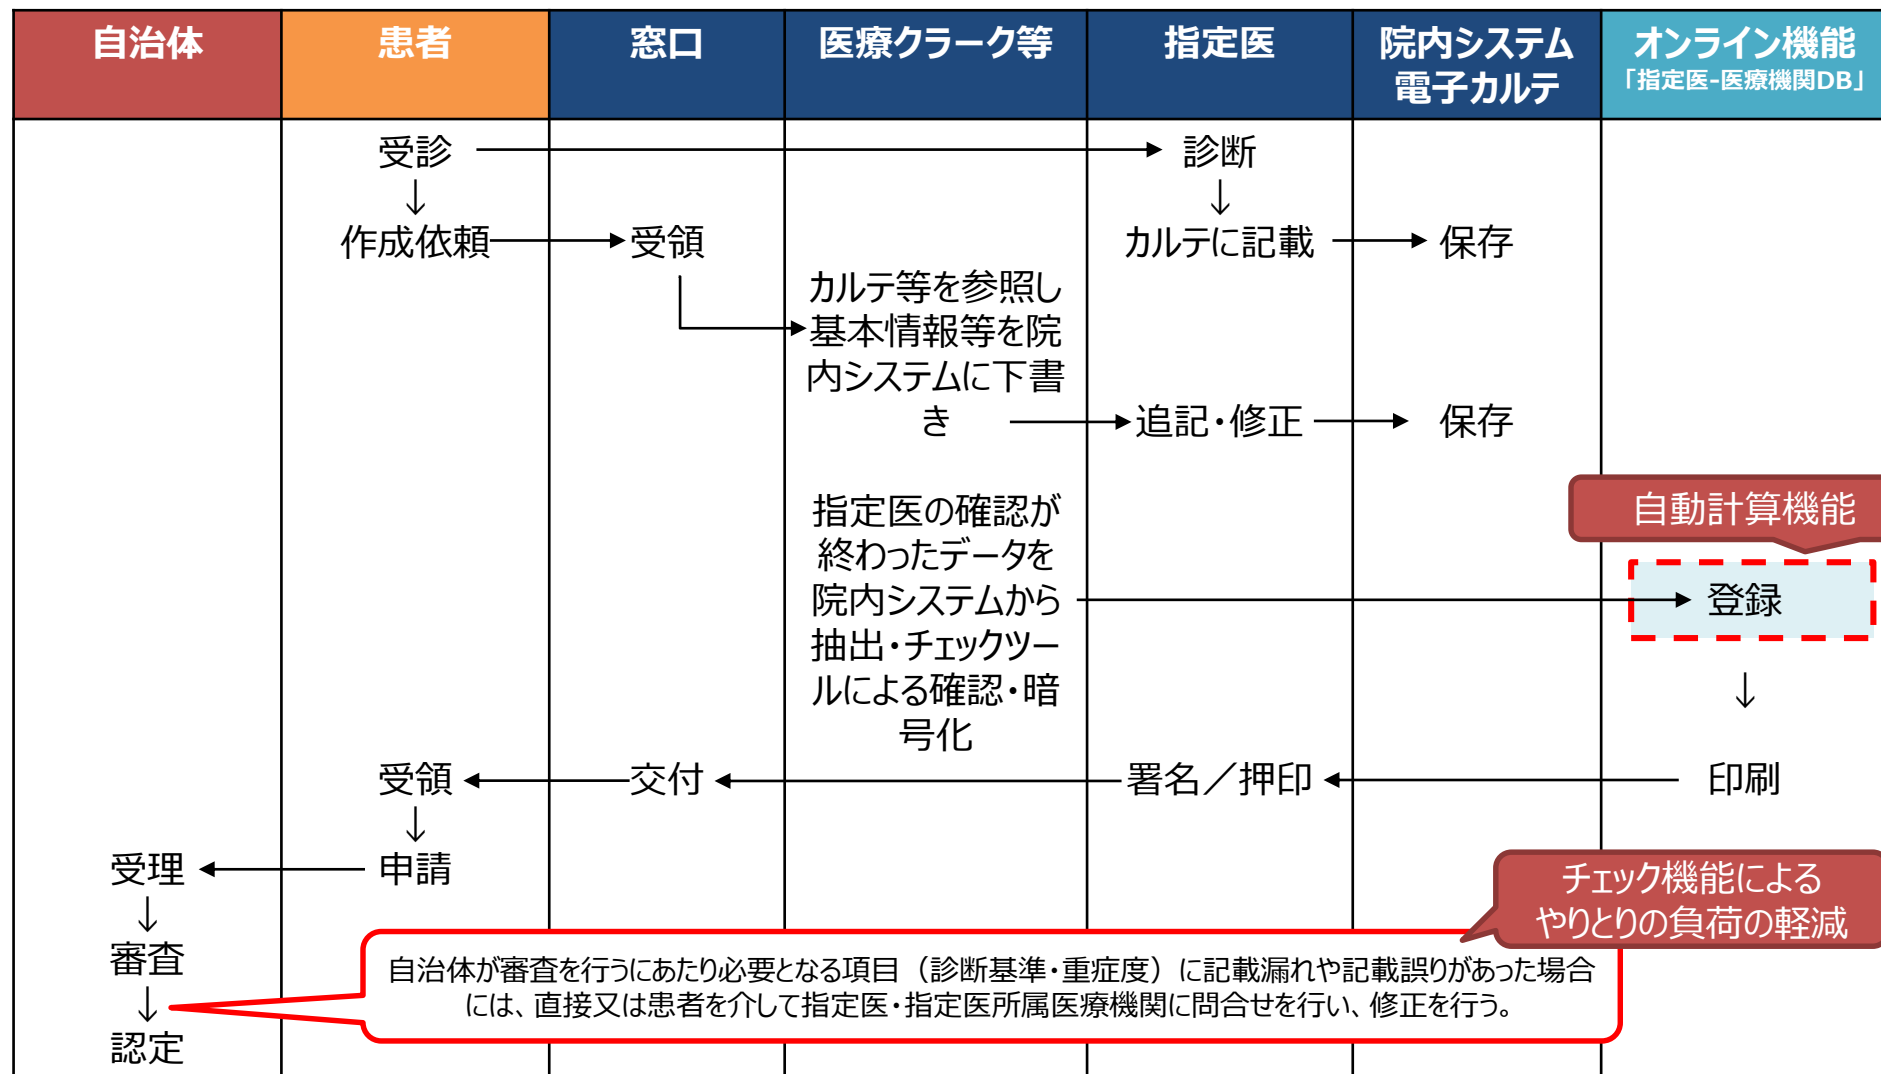 自治体
患者
窓口
医療クラーク等
指定医
院内システム
電子カルテ
オンライン機能
「指定医-医療機関DB」
受診
診断
↓
↓
作成依頼
受領
カルテに記載
保存
カルテ等を参照し
基本情報等を院
内システムに下書
き
追記・修正
保存
指定医の確認が
終わったデータを
院内システムから
抽出・チェックツー
ルによる確認・暗
号化
自動計算機能
登録
↓
受領
交付
署名／押印
印刷
↓
受理
申請
↓
審査
↓
認定
チェック機能による
やりとりの負荷の軽減
自治体が審査を行うにあたり必要となる項目（診断基準・重症度）に記載漏れや記載誤りがあった場合
には、直接又は患者を介して指定医・指定医所属医療機関に問合せを行い、修正を行う。